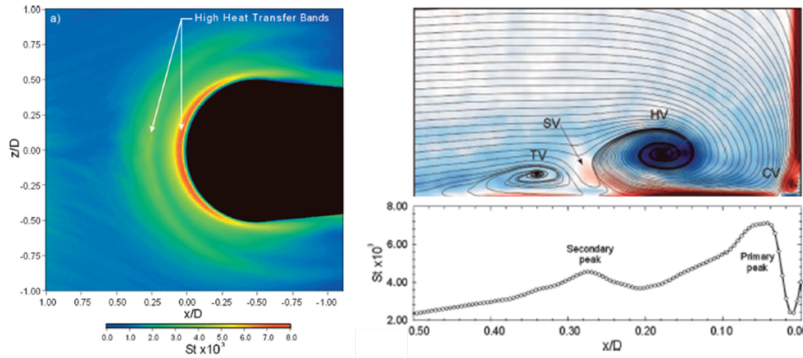 a)
High Heat Transfer Bands
1.00
0.75
0.50
0.25
0.00
-0.25
-0.50
-0.75
-1.00
z/D
1.00 0.75 0.50 0.25 0.00 -0.25 -0.50 -0.75 -1.00
x/D
0.0 1.0 2.0 3.0 4.0 5.0 6.0 7.0 8.0
St x10³
SV
HV
TV
CV
8.00
6.00
4.00
2.00
St x10³
Secondary
peak
Primary
peak
0.50 0.40 0.30 0.20 0.10 0.00
x/D